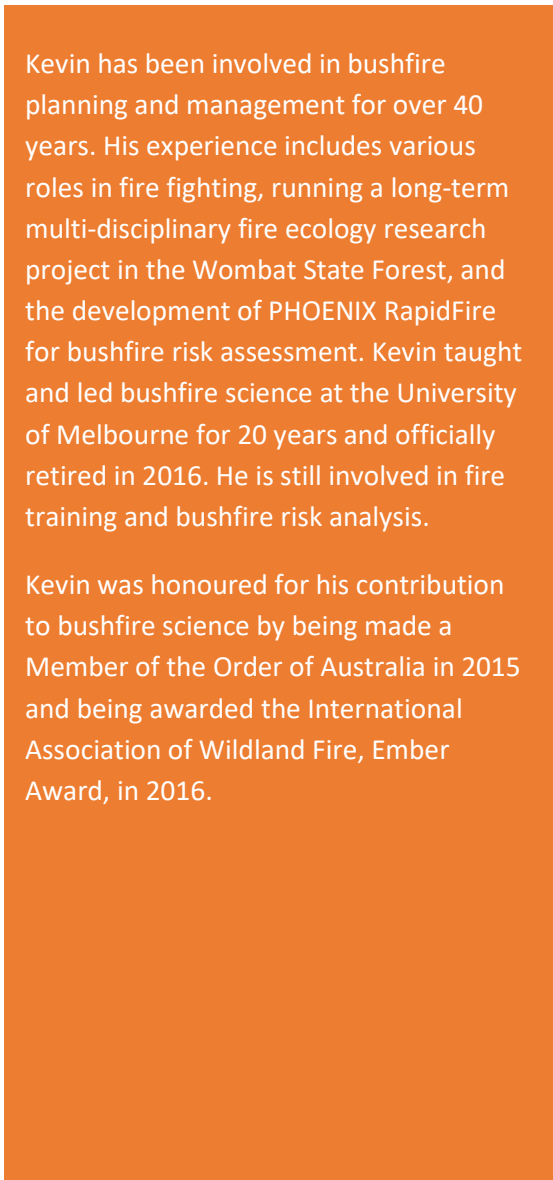 Kevin has been involved in bushfire
planning and management for over 40
years. His experience includes various
roles in fire fighting, running a long-term
multi-disciplinary fire ecology research
project in the Wombat State Forest, and
the development of PHOENIX RapidFire
for bushfire risk assessment. Kevin taught
and led bushfire science at the University
of Melbourne for 20 years and officially
retired in 2016. He is still involved in fire
training and bushfire risk analysis.
Kevin was honoured for his contribution
to bushfire science by being made a
Member of the Order of Australia in 2015
and being awarded the International
Association of Wildland Fire, Ember
Award, in 2016.